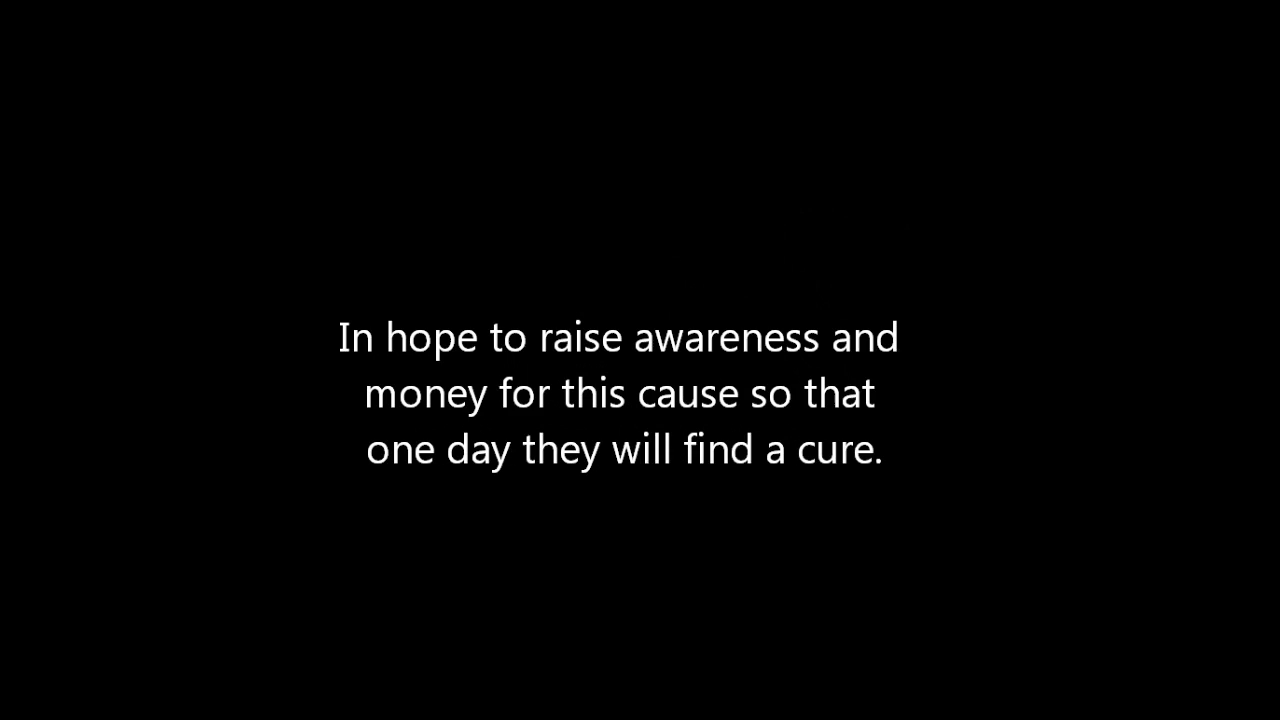 In hope to raise awareness and
money for this cause so that
one day they will find a cure.